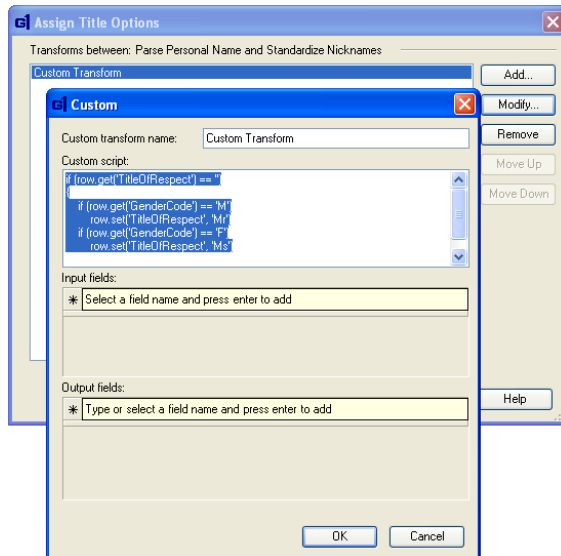 G1 Assign Title Options
Transforms between: Parse Personal Name and Standardize Nicknames
Custom Transform
Add...
Modify...
Remove
Move Up
Move Down
Help
G1 Custom
Custom transform name:
Custom Transform
Custom script:
if (row.get('TitleOfRespect') == '')
{
if (row.get('GenderCode') == 'M')
row.set('TitleOfRespect', 'Mr')
if (row.get('GenderCode') == 'F')
row.set('TitleOfRespect', 'Ms')
Input fields:
Select a field name and press enter to add
Output fields:
Type or select a field name and press enter to add
OK
Cancel